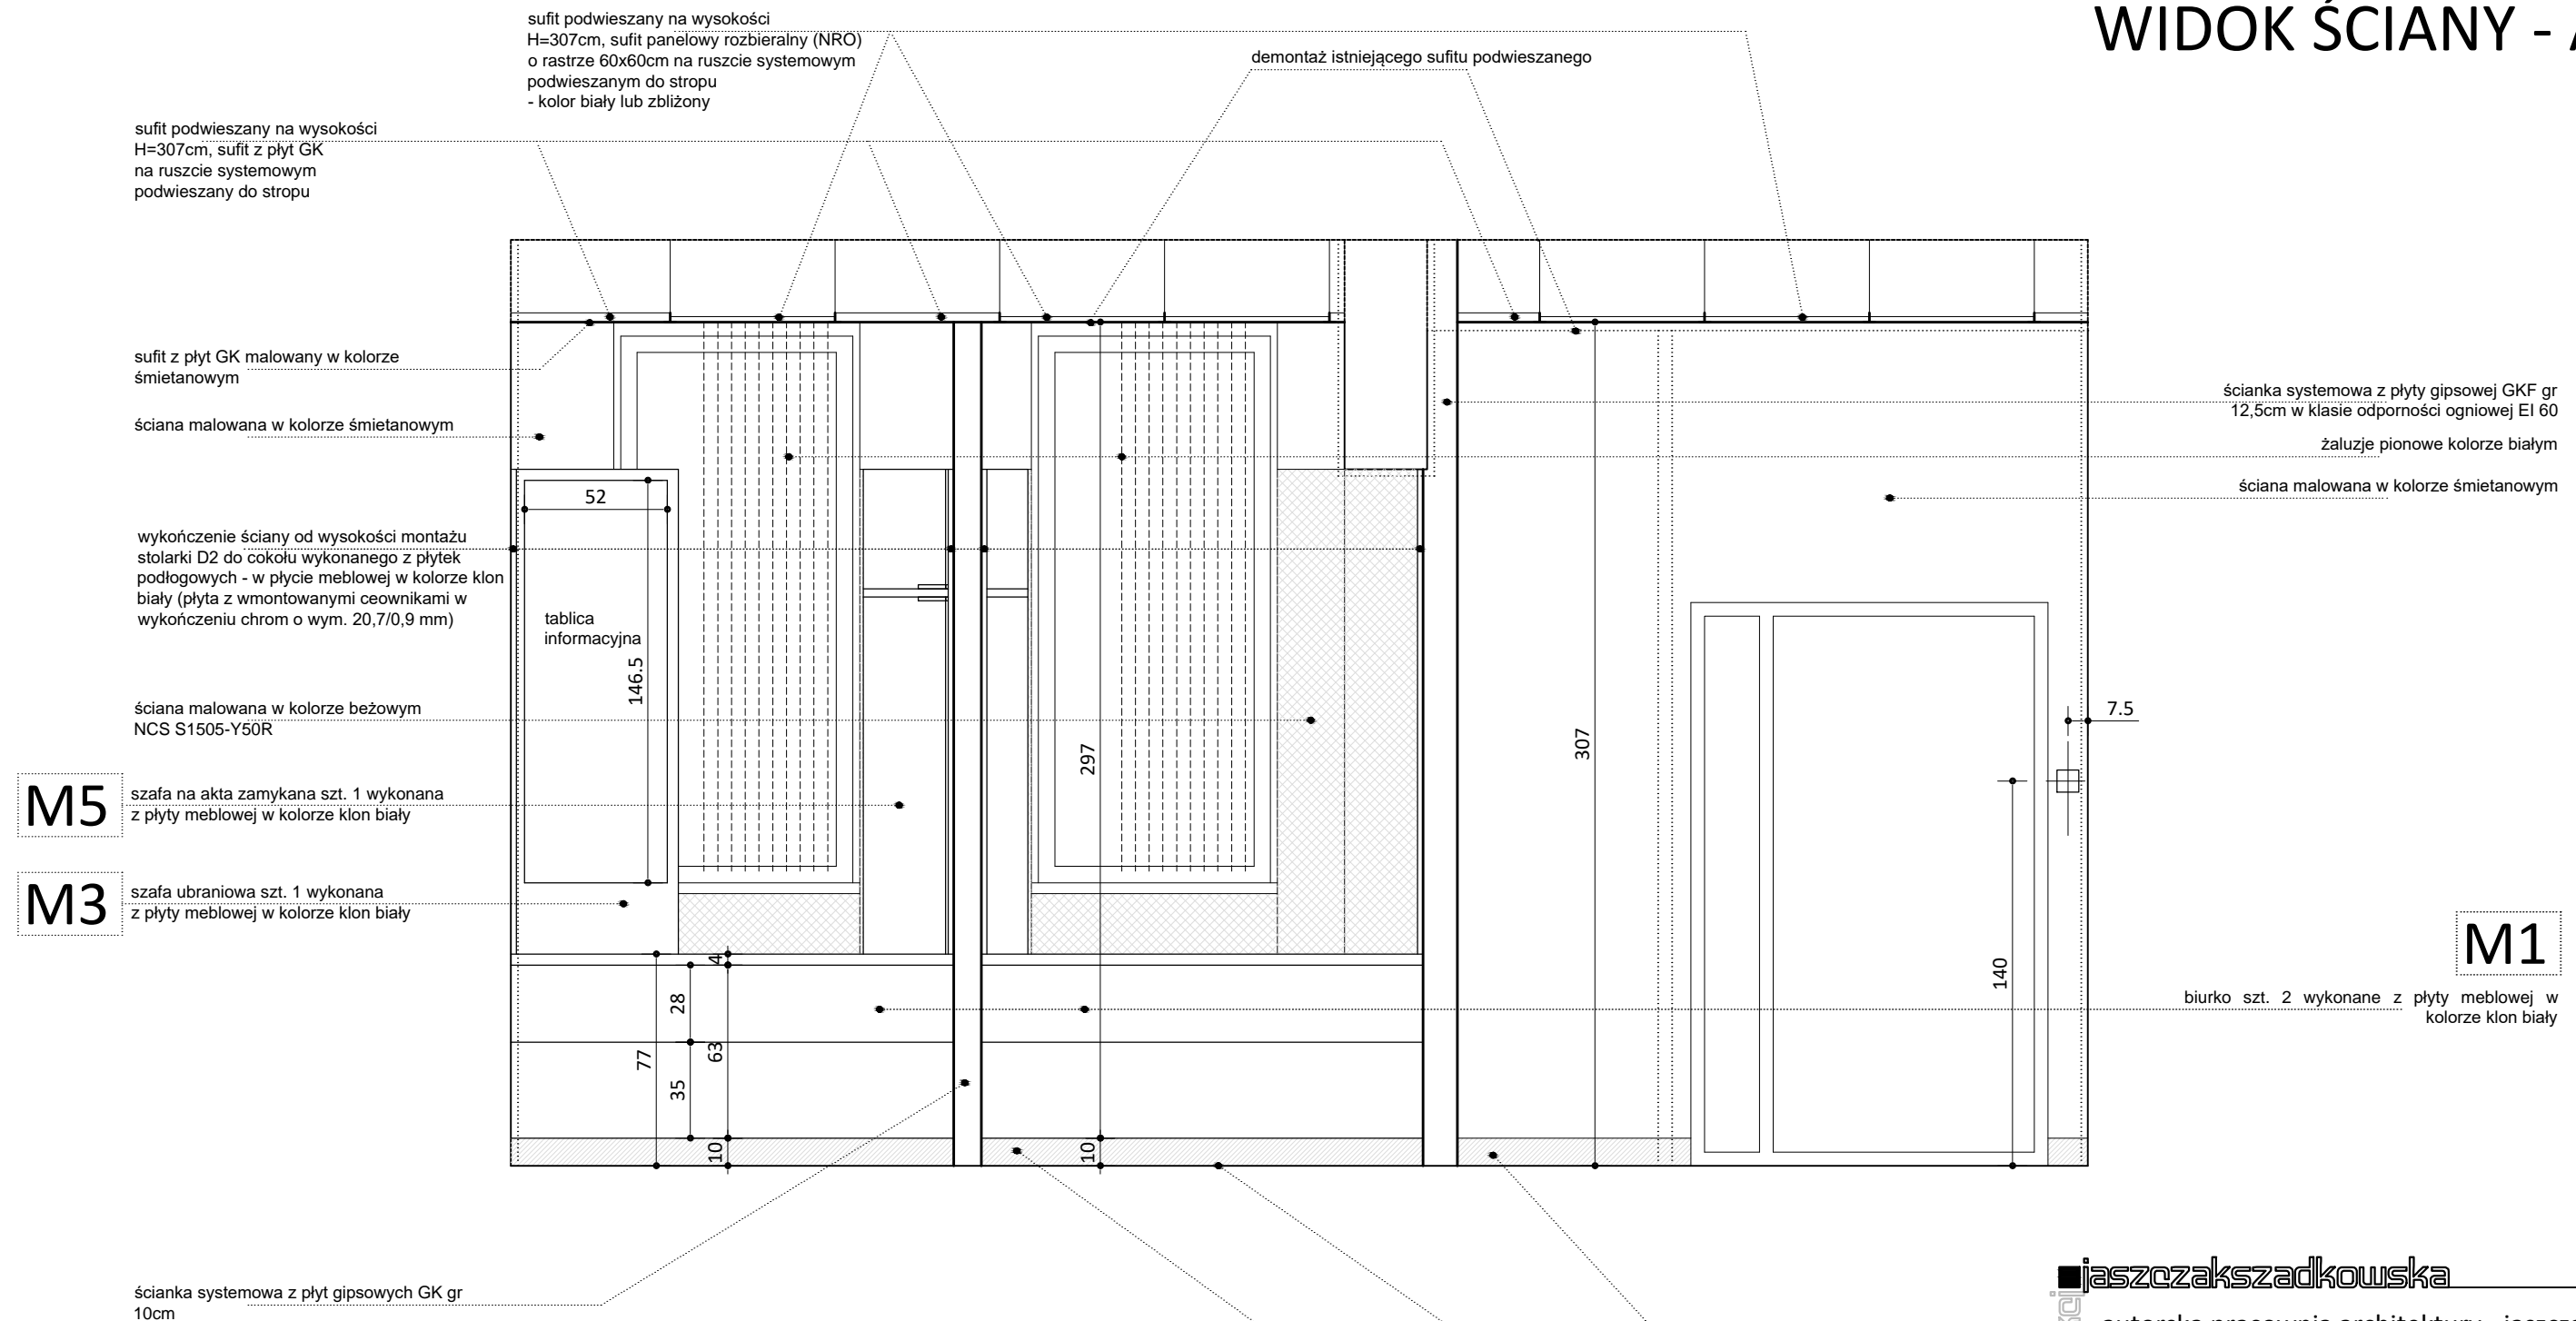 WIDOK ŚCIANY -
sufit podwieszany na wysokości
H=307cm, sufit panelowy rozbieralny (NRO)
o rastrze 60x60cm na ruszcie systemowym
podwieszanym do stropu
- kolor biały lub zbliżony
demontaż istniejącego sufitu podwieszanego
sufit podwieszany na wysokości
H=307cm, sufit z płyt GK
na ruszcie systemowym
podwieszany do stropu
sufit z płyt GK malowany w kolorze
śmietanowym
ściana malowana w kolorze śmietanowym
wykończenie ściany od wysokości montażu
stolarki D2 do cokołu wykonanego z płytek
podłogowych - w płycie meblowej w kolorze klon
biały (płyta z wmontowanymi ceownikami w
wykończeniu chrom o wym. 20,7/0,9 mm)
ściana malowana w kolorze beżowym
NCS S1505-Y50R
M5
szafa na akta zamykana szt. 1 wykonana
z płyty meblowej w kolorze klon biały
M3
szafa ubraniowa szt. 1 wykonana
z płyty meblowej w kolorze klon biały
ścianka systemowa z płyt gipsowych GK gr
10cm
52
tablica
informacyjna
146.5
297
307
7.5
140
4
28
63
77
35
10
10
ścianka systemowa z płyty gipsowej GKF gr
12,5cm w klasie odporności ogniowej EI 60
żaluzje pionowe kolorze białym
ściana malowana w kolorze śmietanowym
M1
biurko szt. 2 wykonane z płyty meblowej w
kolorze klon biały
jaszczakszadkowska